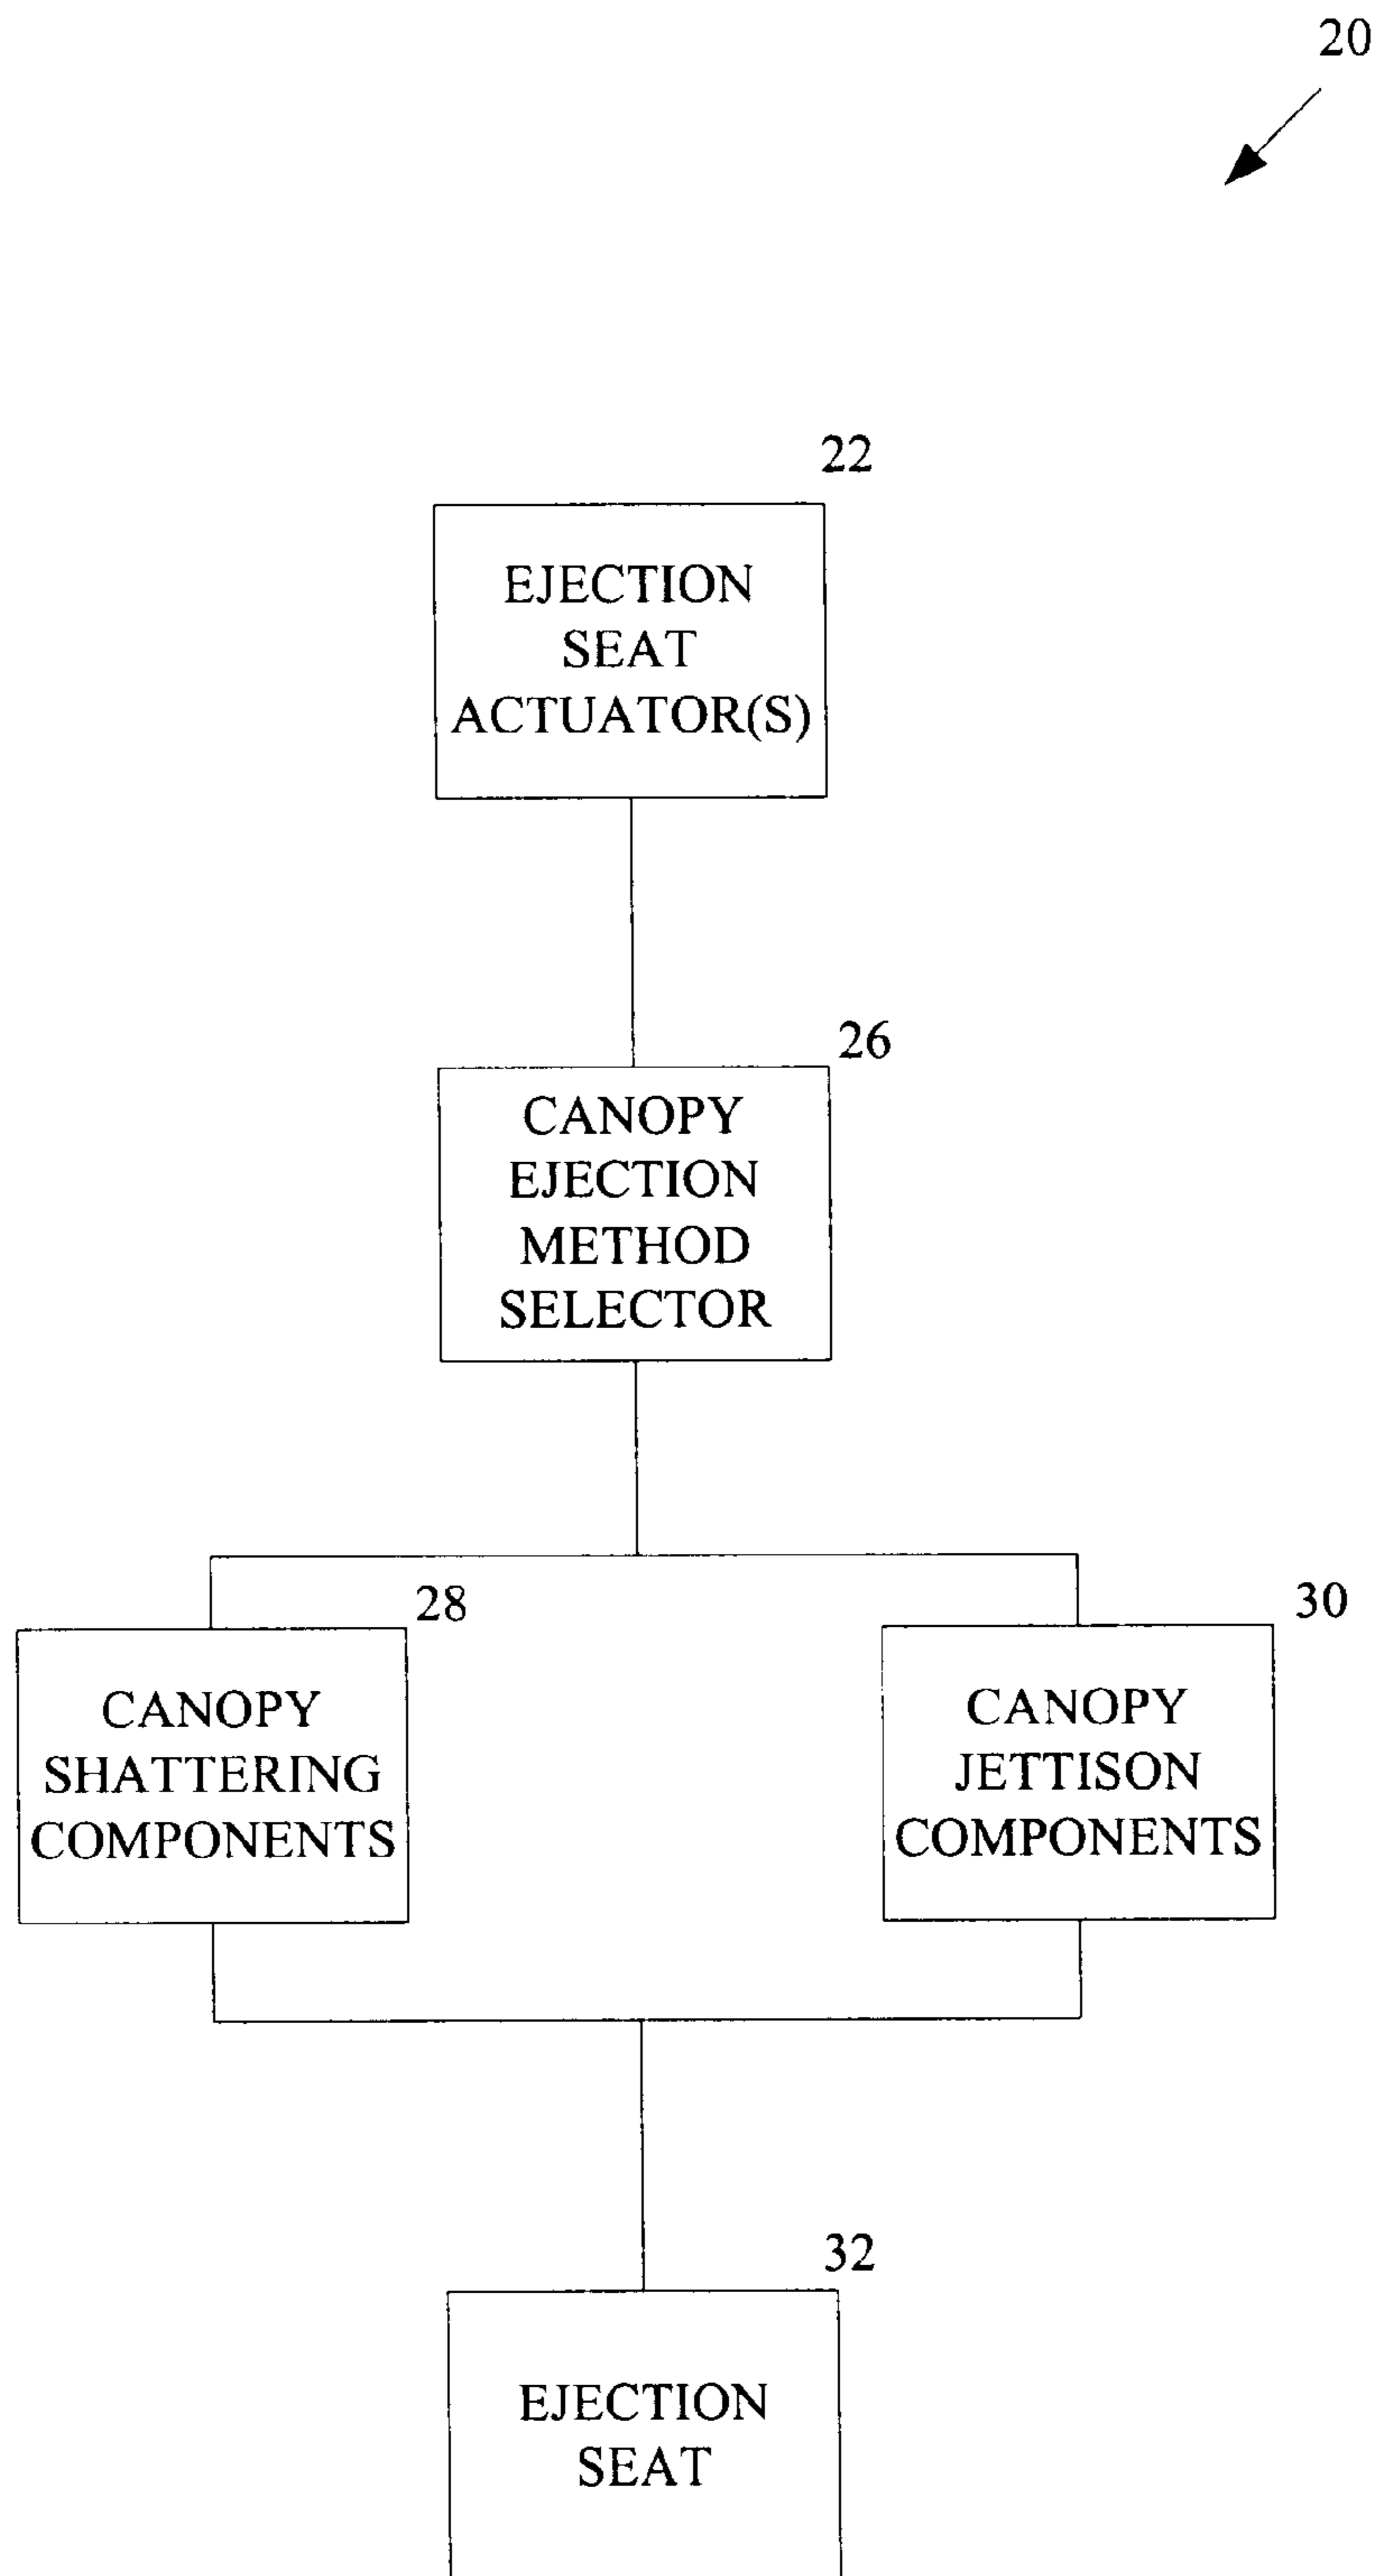 20
22
EJECTION
SEAT
ACTUATOR(S)
26
CANOPY
EJECTION
METHOD
SELECTOR
28
CANOPY
SHATTERING
COMPONENTS
30
CANOPY
JETTISON
COMPONENTS
32
EJECTION
SEAT